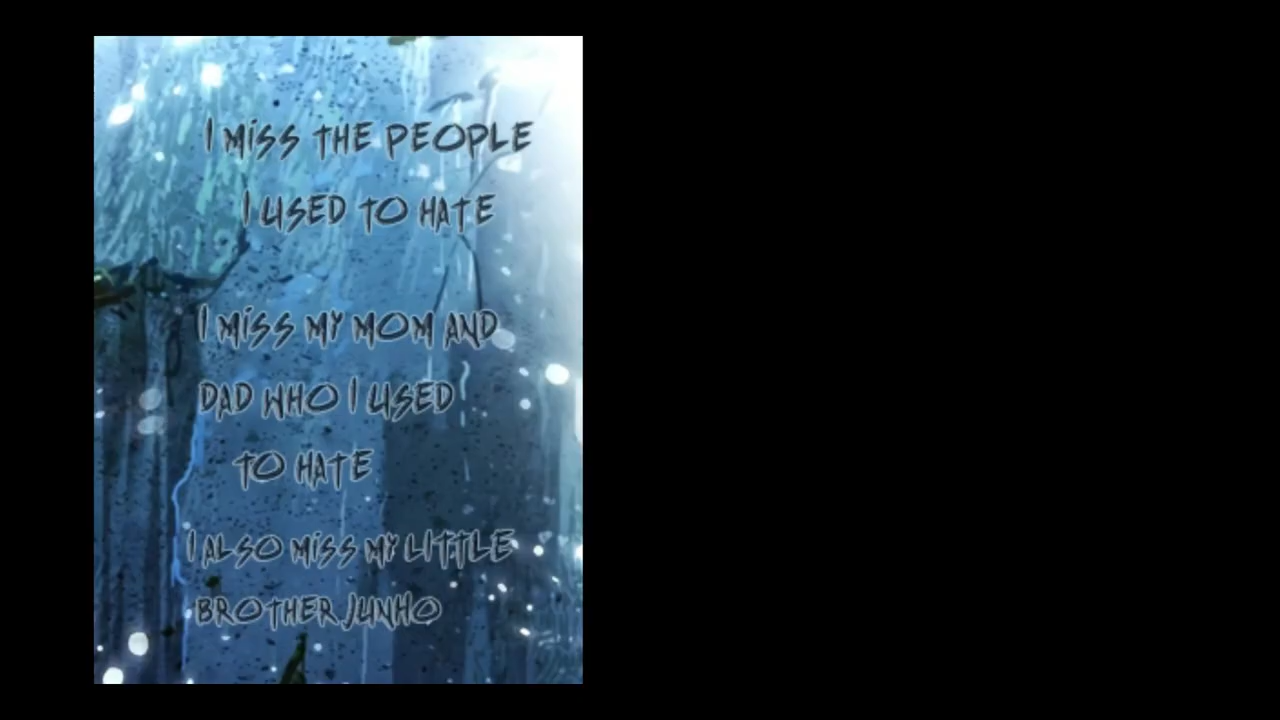 I MISS THE PEOPLE
I USED TO HATE
I MISS MY MOM AND
DAD WHO I USED
TO HATE
I ALSO MISS MY LITTLE
BROTHER JUNHO